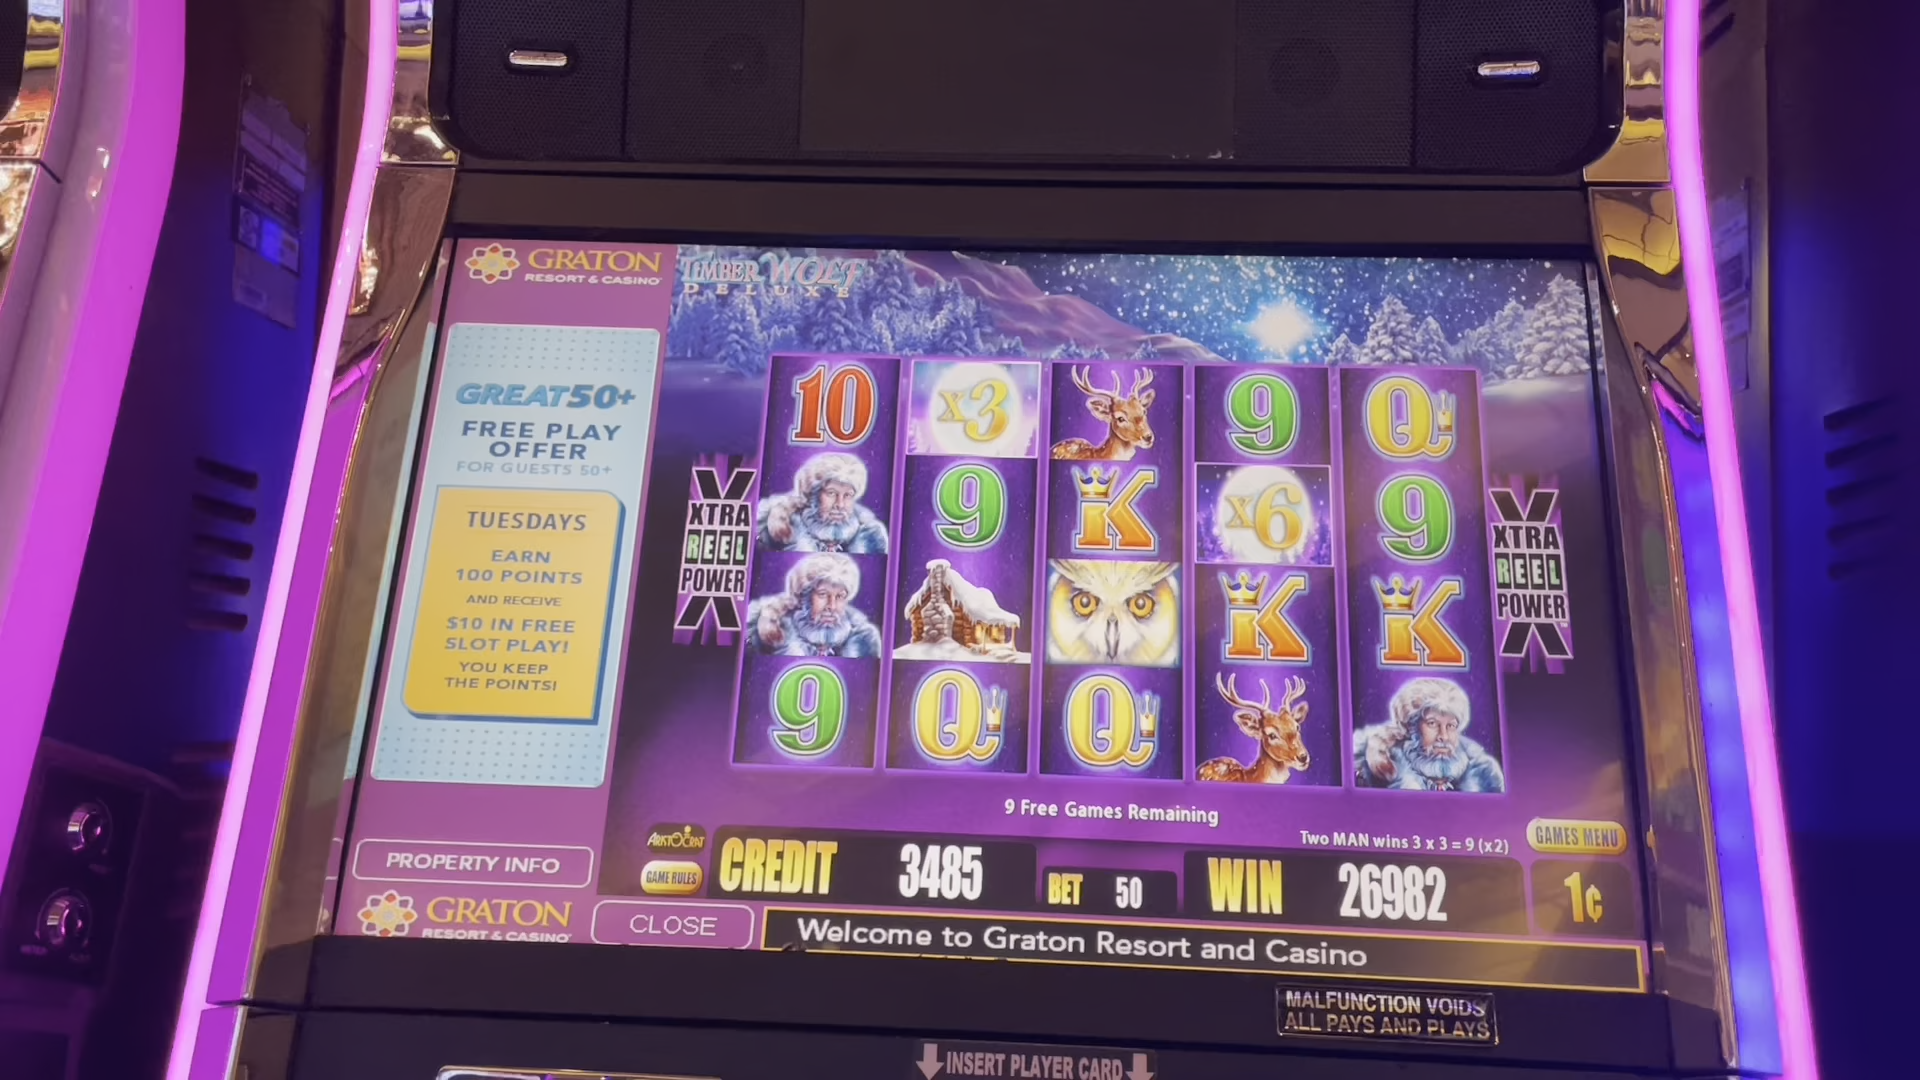 GRATON
RESORT & CASINO
TIMBER WOLF
DELUXE
GREAT50+
FREE PLAY
OFFER
FOR GUESTS 50+
TUESDAYS
EARN
100 POINTS
AND RECEIVE
$10 IN FREE
SLOT PLAY!
YOU KEEP
THE POINTS!
PROPERTY INFO
GRATON
RESORT & CASINO
CLOSE
XTRA
REEL
POWER
10 x3 9 Q
9 K x6 9
K K
9 Q Q
XTRA
REEL
POWER
9 Free Games Remaining
Two MAN wins 3 x 3 = 9 (x2)
GAMES MENU
ARISTOCRAT
GAME RULES
CREDIT 3485 BET 50 WIN 26982 1¢
Welcome to Graton Resort and Casino
MALFUNCTION VOIDS
ALL PAYS AND PLAYS
INSERT PLAYER CARD